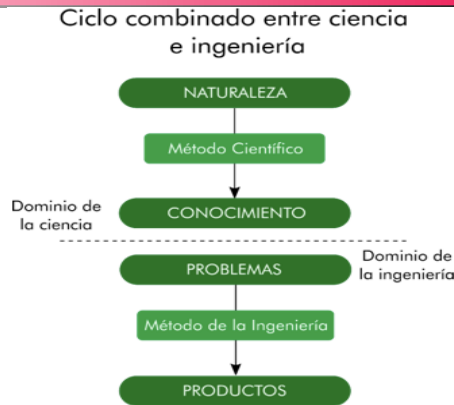 Ciclo combinado entre ciencia
e ingeniería
NATURALEZA
Método Científico
Dominio de
la ciencia
CONOCIMIENTO
PROBLEMAS
Dominio de
la ingeniería
Método de la Ingeniería
PRODUCTOS